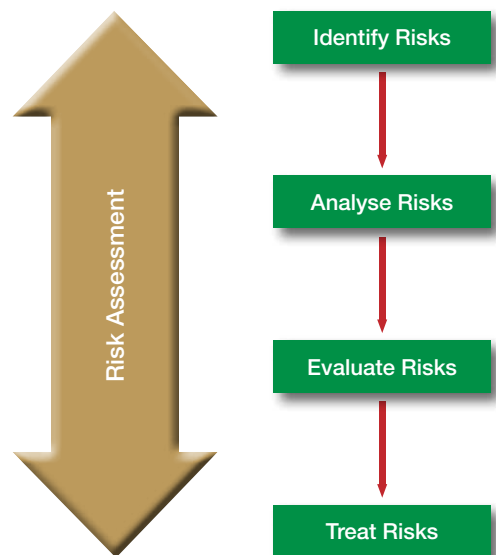 Identify Risks
Analyse Risks
Risk Assessment
Evaluate Risks
Treat Risks